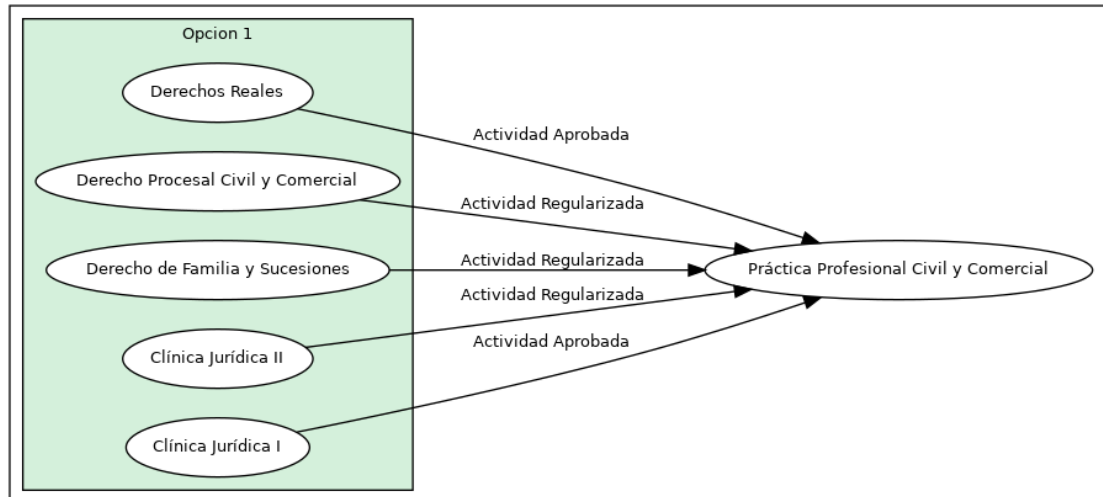 Opcion 1
Derechos Reales
Actividad Aprobada
Derecho Procesal Civil y Comercial
Actividad Regularizada
Derecho de Familia y Sucesiones
Actividad Regularizada
Práctica Profesional Civil y Comercial
Actividad Regularizada
Clínica Jurídica II
Actividad Aprobada
Clínica Jurídica I